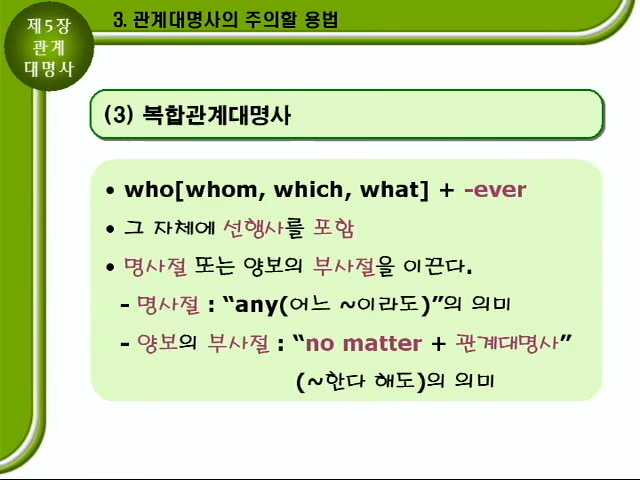 제5장
관계
대명사
3. 관계대명사의 주의할 용법
(3) 복합관계대명사
• who[whom, which, what] + -ever
• 그 자체에 선행사를 포함
• 명사절 또는 양보의 부사절을 이끈다.
- 명사절 : “any(어느 ~이라도)”의 의미
- 양보의 부사절 : “no matter + 관계대명사”
(~한다 해도)의 의미